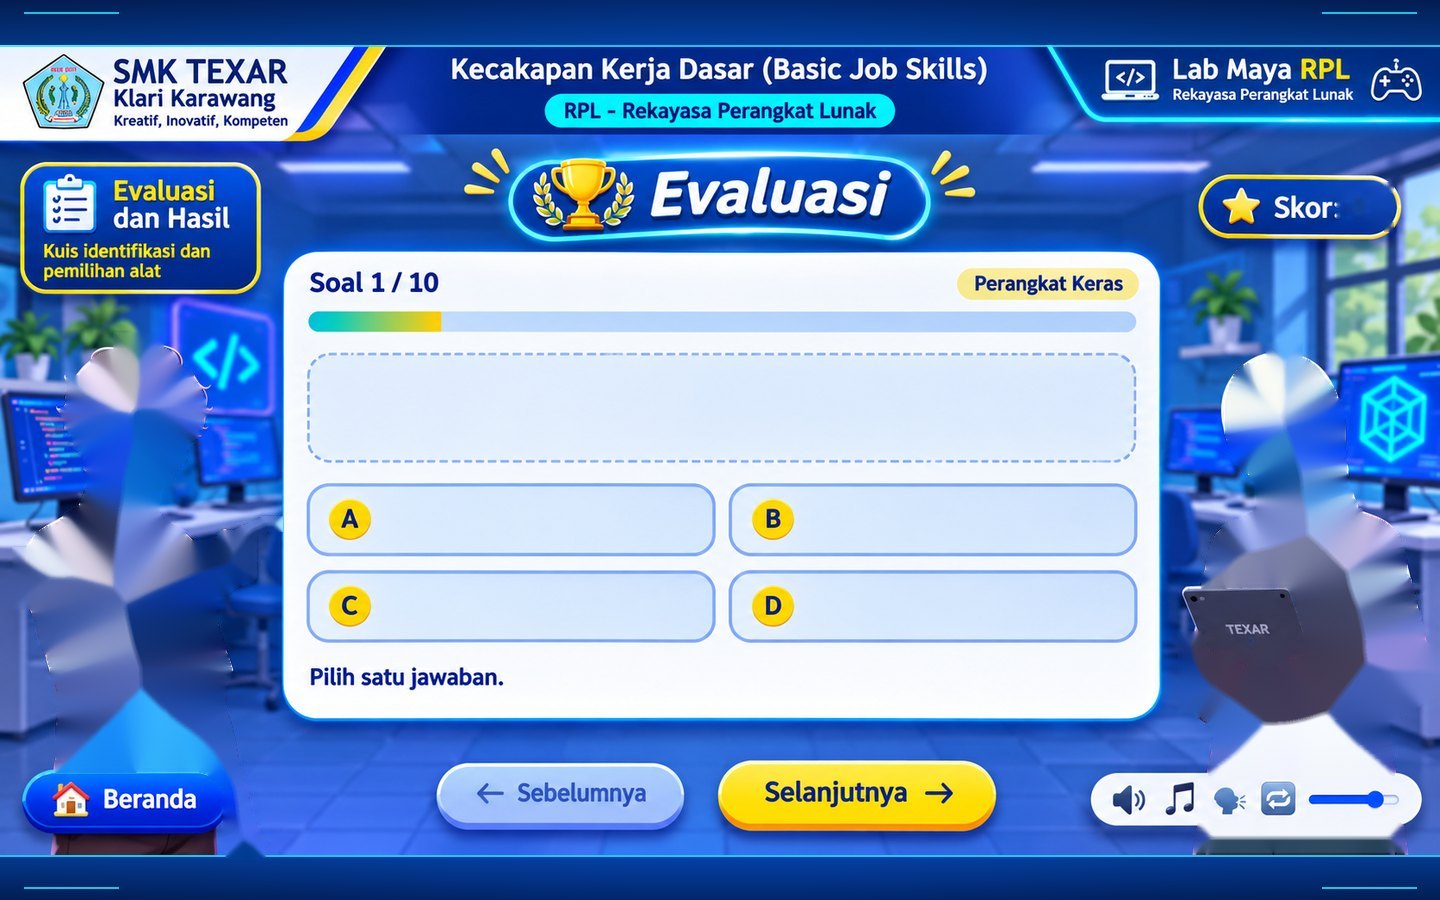 SMK TEXAR
Klari Karawang
Kreatif, Inovatif, Kompeten
Kecakapan Kerja Dasar (Basic Job Skills)
RPL - Rekayasa Perangkat Lunak
</>
Lab Maya RPL
Rekayasa Perangkat Lunak
Evaluasi
dan Hasil
Kuis identifikasi dan
pemilihan alat
Evaluasi
Skor:
Soal 1 / 10
Perangkat Keras
</>
A
B
C
D
TEXAR
Pilih satu jawaban.
Beranda
← Sebelumnya
Selanjutnya →